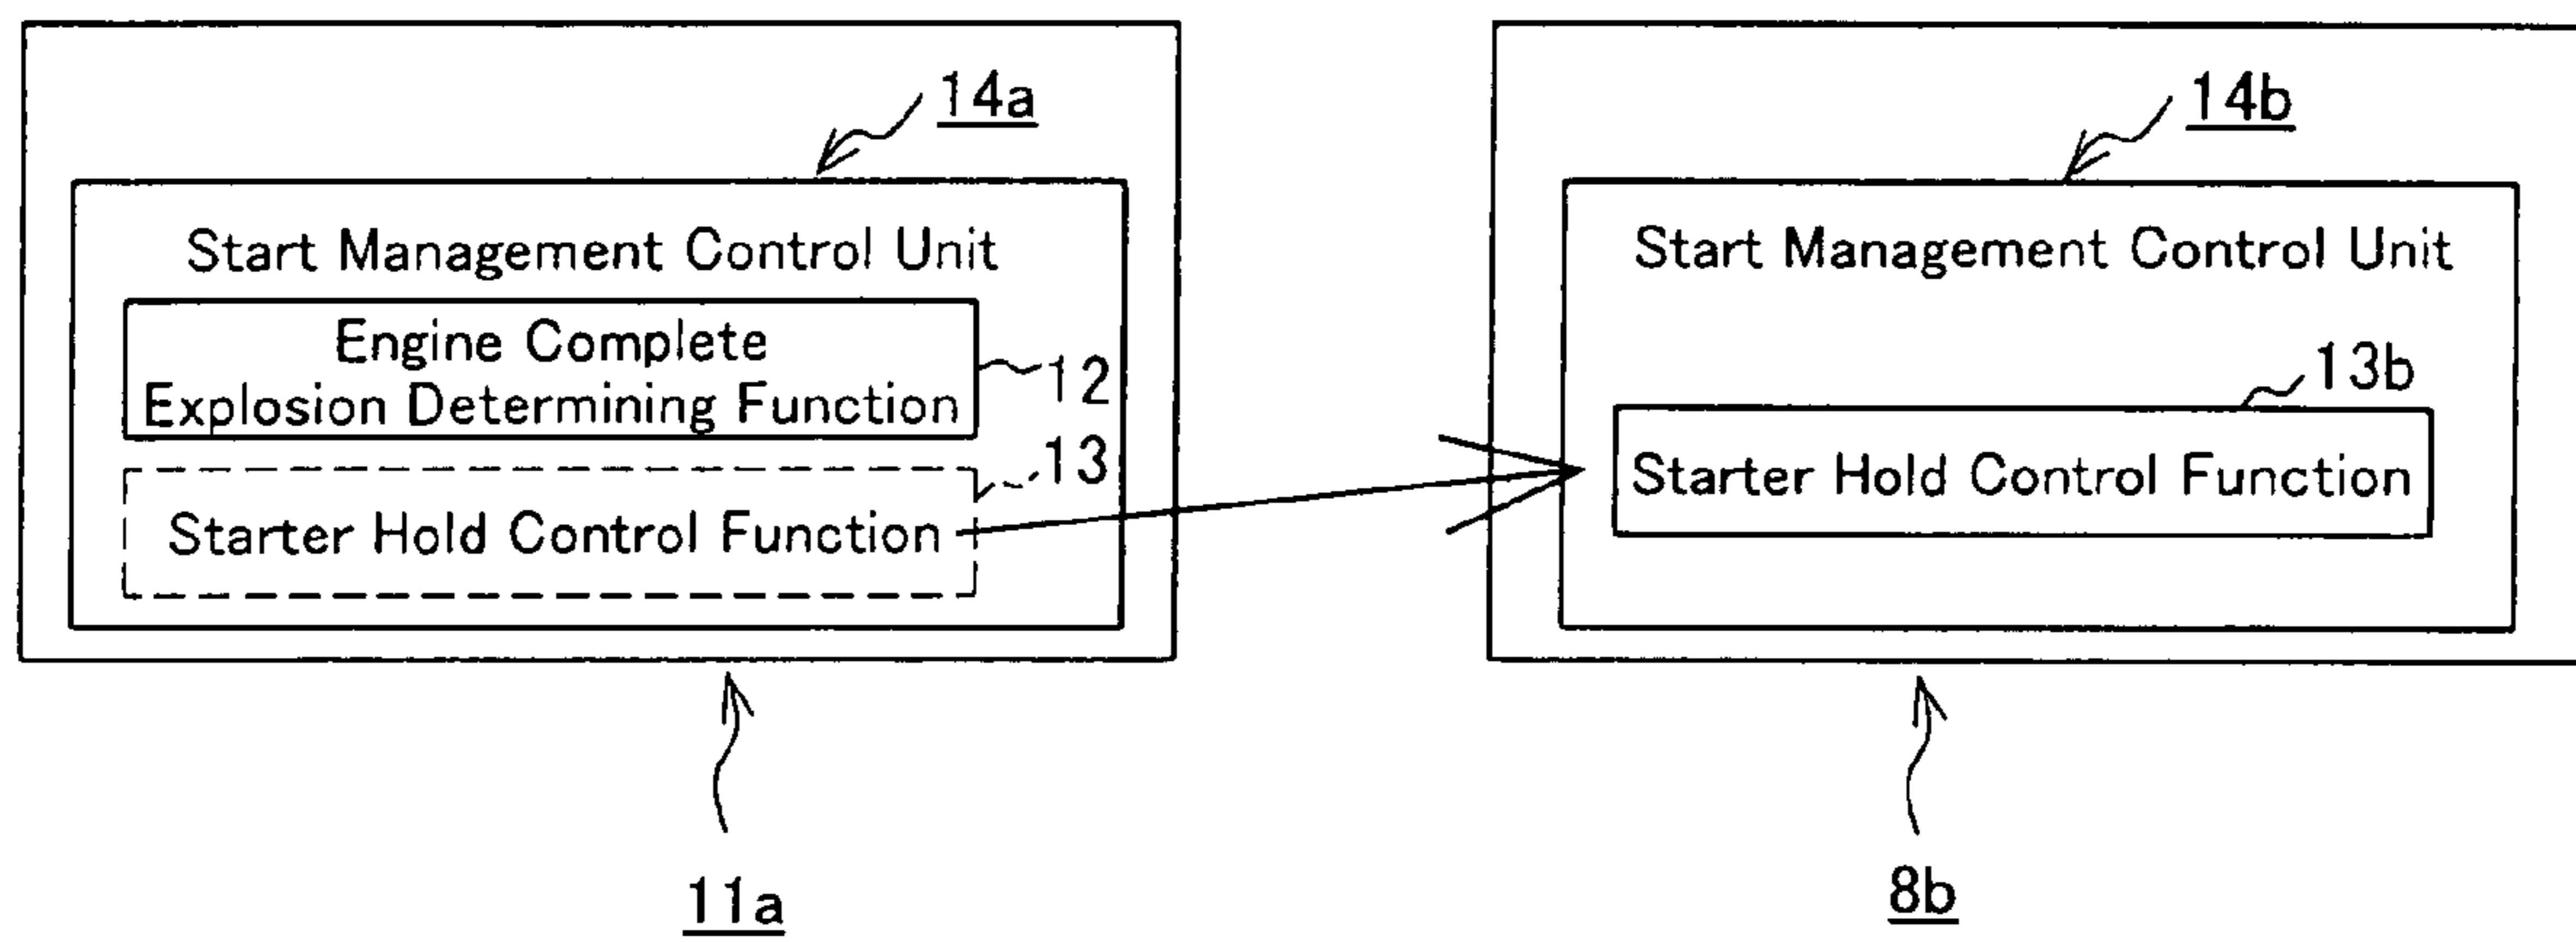 14a
Start Management Control Unit
Engine Complete
Explosion Determining Function
12
13
Starter Hold Control Function
11a
14b
Start Management Control Unit
13b
Starter Hold Control Function
8b